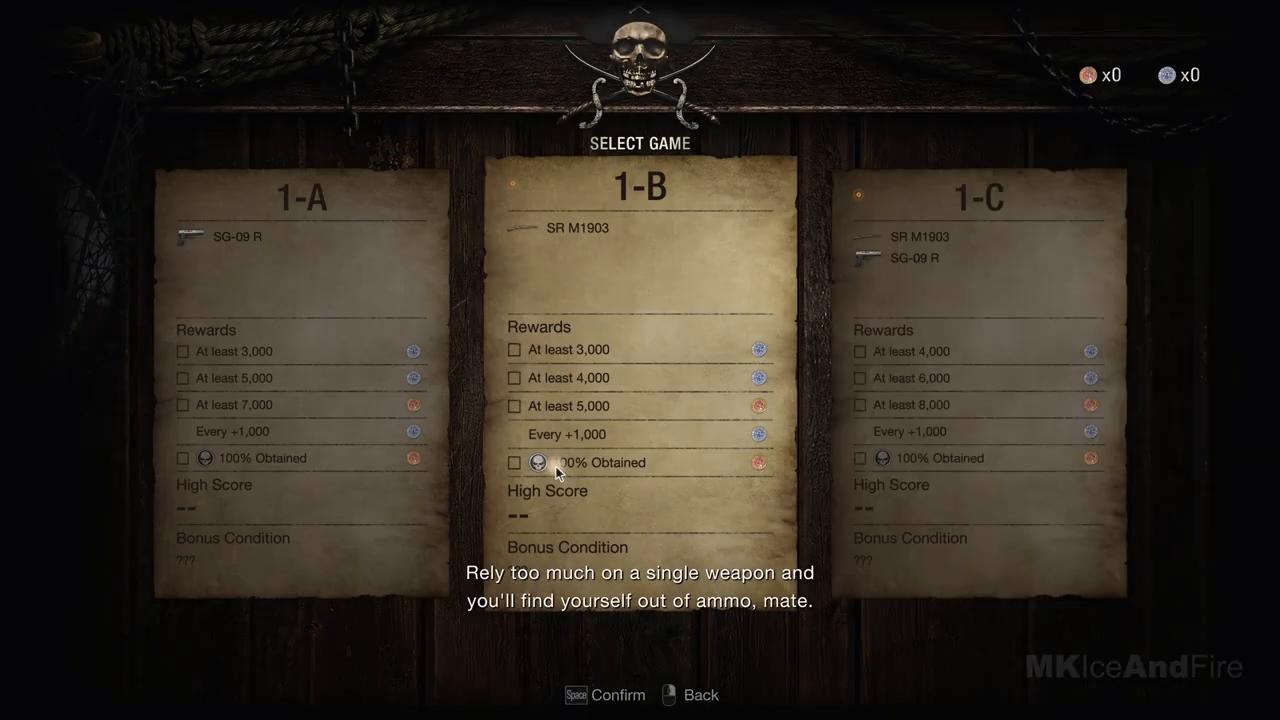 x0
x0
SELECT GAME
1-A
SG-09 R
Rewards
At least 3,000
At least 5,000
At least 7,000
Every +1,000
100% Obtained
High Score
--
Bonus Condition
???
1-B
SR M1903
Rewards
At least 3,000
At least 4,000
At least 5,000
Every +1,000
100% Obtained
High Score
--
Bonus Condition
1-C
SR M1903
SG-09 R
Rewards
At least 4,000
At least 6,000
At least 8,000
Every +1,000
100% Obtained
High Score
--
Bonus Condition
???
Rely too much on a single weapon and
you'll find yourself out of ammo, mate.
MKIceAndFire
Space Confirm Back